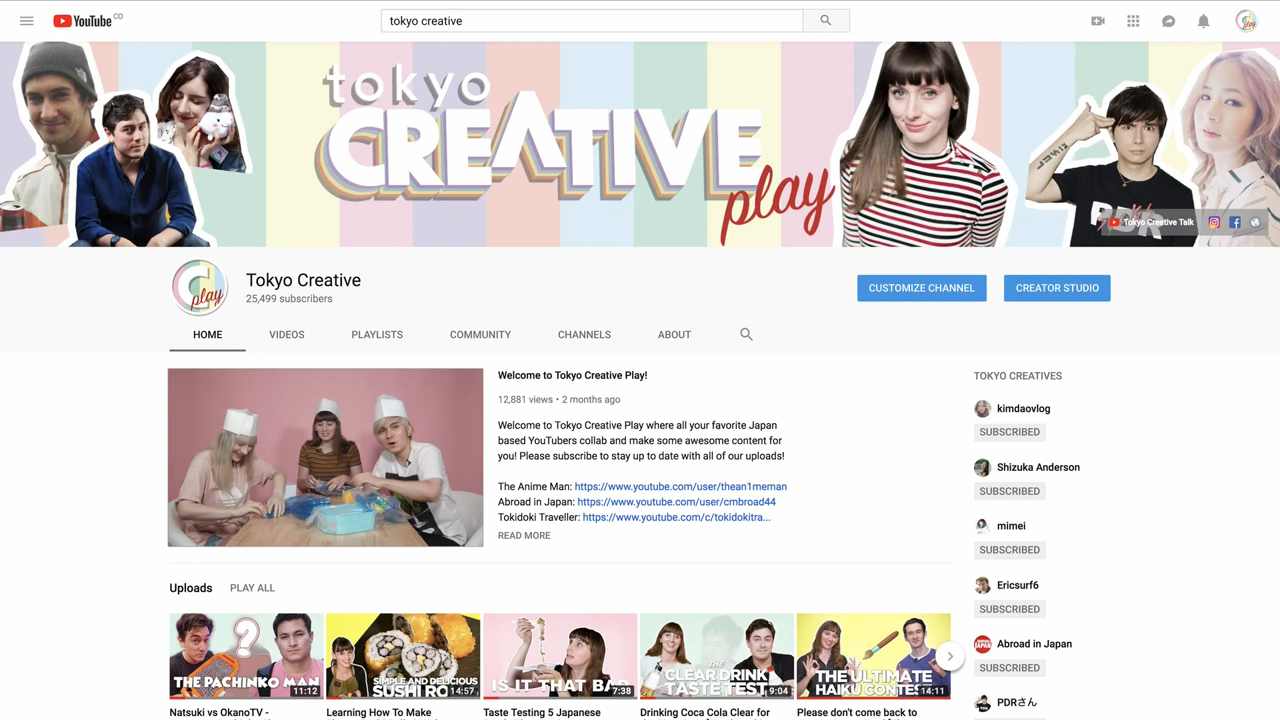 YouTube CO
tokyo creative
tokyo
CREATIVE
play
PDR
Tokyo Creative Talk
play
Tokyo Creative
25,499 subscribers
CUSTOMIZE CHANNEL
CREATOR STUDIO
HOME
VIDEOS
PLAYLISTS
COMMUNITY
CHANNELS
ABOUT
Welcome to Tokyo Creative Play!
12,881 views • 2 months ago
Welcome to Tokyo Creative Play where all your favorite Japan
based YouTubers collab and make some awesome content for
you! Please subscribe to stay up to date with all of our uploads!
The Anime Man: https://www.youtube.com/user/thean1meman
Abroad in Japan: https://www.youtube.com/user/cmbroad44
Tokidoki Traveller: https://www.youtube.com/c/tokidokitra...
READ MORE
TOKYO CREATIVES
kimdaovlog
SUBSCRIBED
Shizuka Anderson
SUBSCRIBED
mimei
SUBSCRIBED
Ericsurf6
SUBSCRIBED
JAPAN
Abroad in Japan
SUBSCRIBED
PDRさん
Uploads
PLAY ALL
?
THE PACHINKO MAN
11:12
SIMPLE AND DELICIOUS
SUSHI RO
14:57
IS IT THAT BA
7:38
THE
CLEAR DRINK
TASTE TEST
9:04
THE ULTIMATE
HAIKU CONTES
14:11
Natsuki vs OkanoTV -
Learning How To Make
Taste Testing 5 Japanese
Drinking Coca Cola Clear for
Please don't come back to